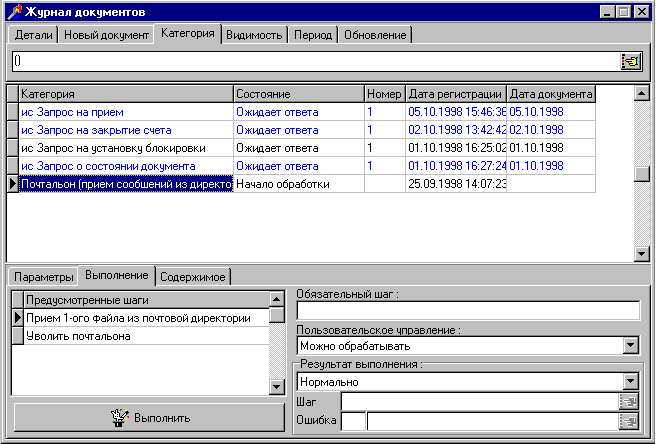 Журнал документов
Детали Новый документ Категория Видимость Период Обновление
()
Категория Состояние Номер Дата регистрации Дата документа
ис Запрос на прием Ожидает ответа 1 05.10.1998 15:46:36 05.10.1998
ис Запрос на закрытие счета Ожидает ответа 1 02.10.1998 13:42:42 02.10.1998
ис Запрос на установку блокировки Ожидает ответа 1 01.10.1998 16:25:02 01.10.1998
ис Запрос о состоянии документа Ожидает ответа 1 01.10.1998 16:27:24 01.10.1998
Почтальон (прием сообшений из директо Начало обработки 25.09.1998 14:07:23
Параметры Выполнение Содержимое
Предусмотренные шаги
Прием 1-ого файла из почтовой директории
Уволить почтальона
Выполнить
Обязательный шаг :
Пользовательское управление :
Можно обрабатывать
Результат выполнения :
Нормально
Шаг
Ошибка